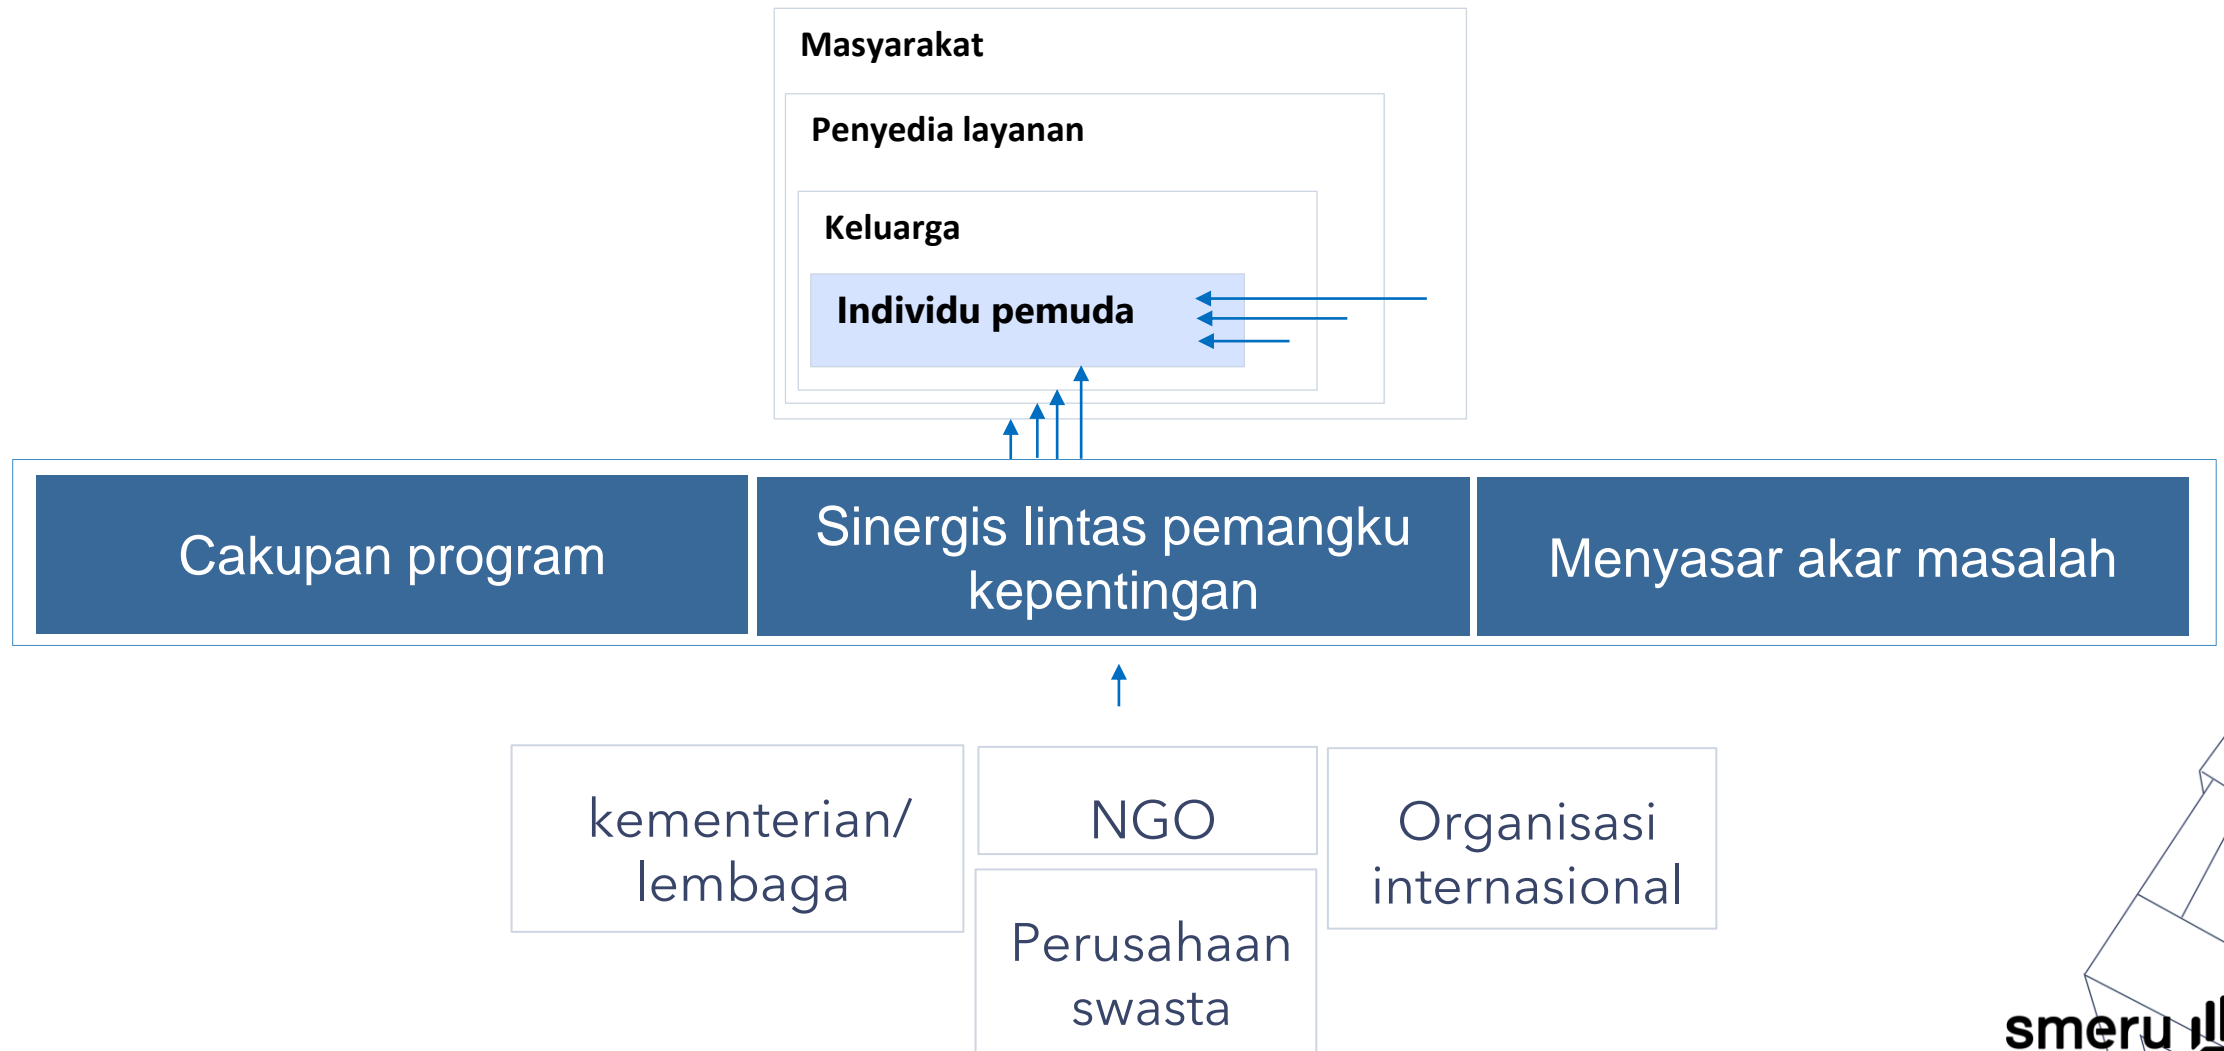 Masyarakat
Penyedia layanan
Keluarga
Individu pemuda
Cakupan program
Sinergis lintas pemangku
kepentingan
Menyasar akar masalah
kementerian/
lembaga
NGO
Organisasi
internasional
Perusahaan
swasta
smeru